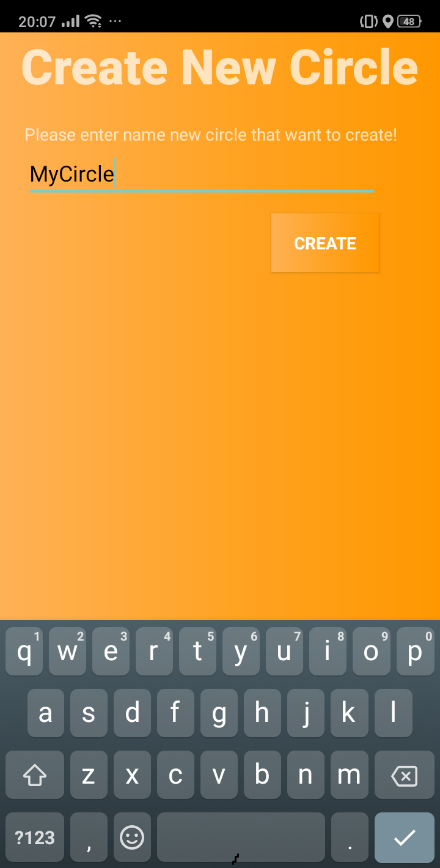 20:07 ... 48
Create New Circle
Please enter name new circle that want to create!
MyCircle
CREATE
1 2 3 4 5 6 7 8 9 0
q w e r t y u i o p
a s d f g h j k l
z x c v b n m
?123 , .